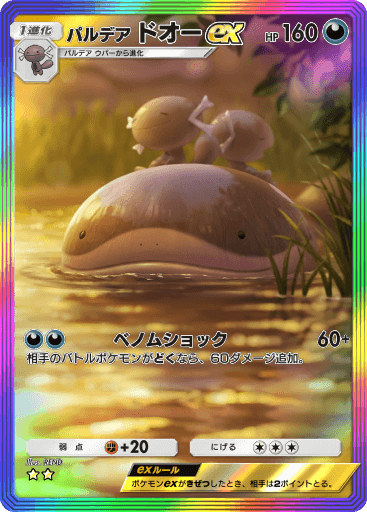 1進化 パルデア ドオーex HP 160
パルデア ウパーから進化
ベノムショック 60+
相手のバトルポケモンがどくなら、60ダメージ追加。
弱点 +20 にげる
Illus. REND
exルール
ポケモンexがきぜつしたとき、相手は2ポイントとる。